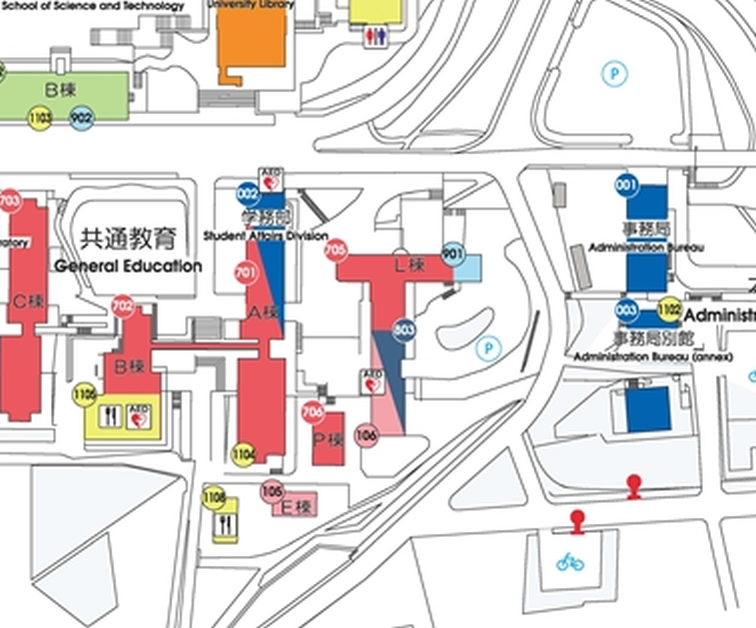 School of Science and Technology
University Library
B棟
1103
902
703
C棟
共通教育
General Education
702
B棟
1105
AED
AED
002
学務部
Student Affairs Division
701
A棟
1104
705
L棟
901
803
AED
106
706
P棟
1108
105
E棟
P
P
001
事務局
Administration Bureau
003
1102
事務局別館
Administration Bureau (annex)